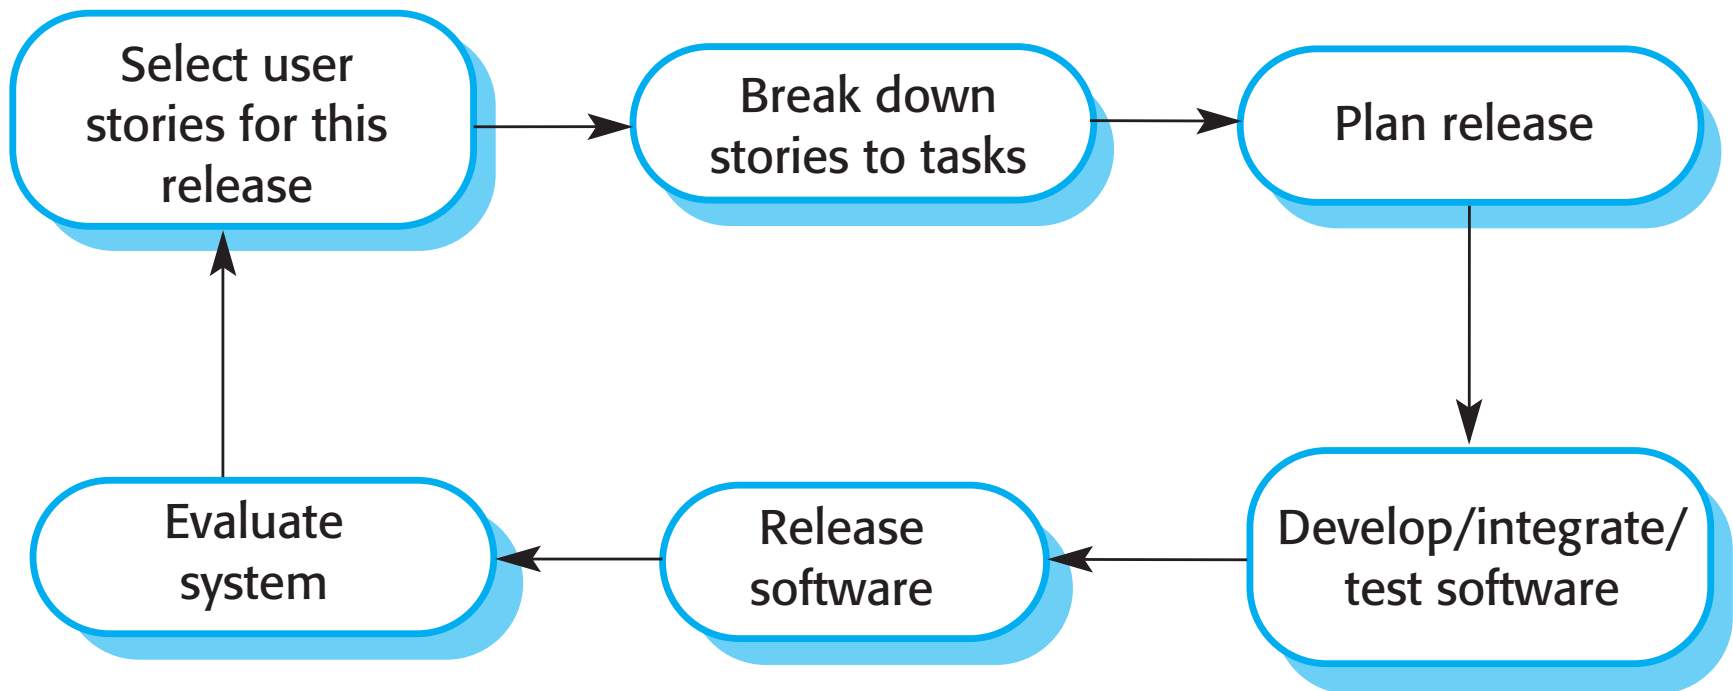 Select user
stories for this
release
Break down
stories to tasks
Plan release
Develop/integrate/
test software
Release
software
Evaluate
system